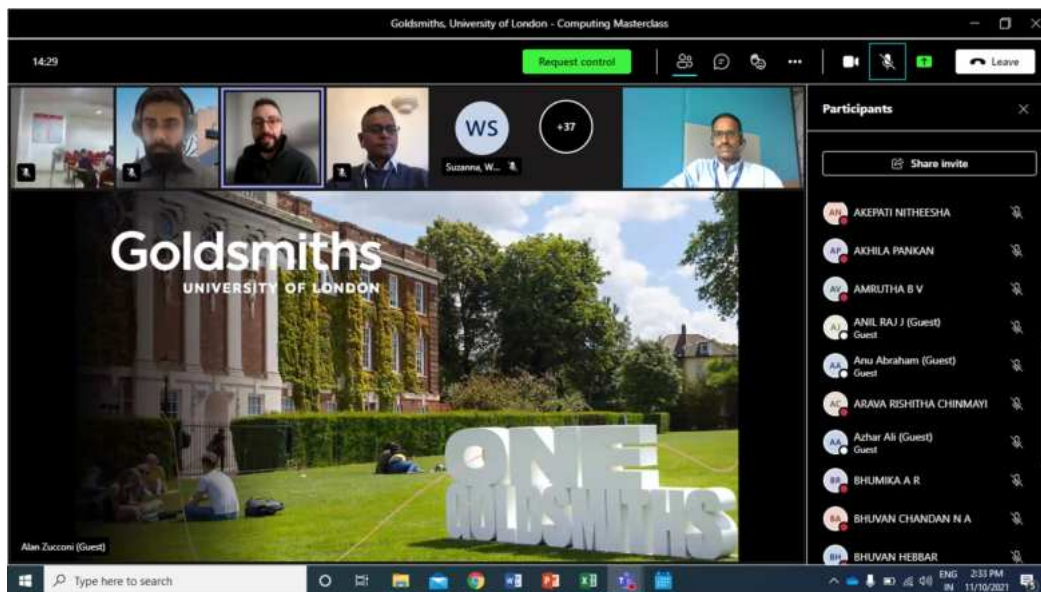 Goldsmiths, University of London - Computing Masterclass
14:29
Request control
Leave
WS
+37
Suzanna, W...
Participants
Share invite
AN AKEPATI NITHEESHA
AP AKHILA PANKAN
AV AMRUTHA B V
AJ ANIL RAJ J (Guest)
Guest
AA Anu Abraham (Guest)
Guest
AC ARAVA RISHITHA CHINMAYI
AA Azhar Ali (Guest)
Guest
BR BHUMIKA A R
BA BHUVAN CHANDAN N A
BH BHUVAN HEBBAR
Goldsmiths
UNIVERSITY OF LONDON
ONE
GOLDSMITHS
Alan Zucconi (Guest)
Type here to search
ENG
IN
2:33 PM
11/10/2021